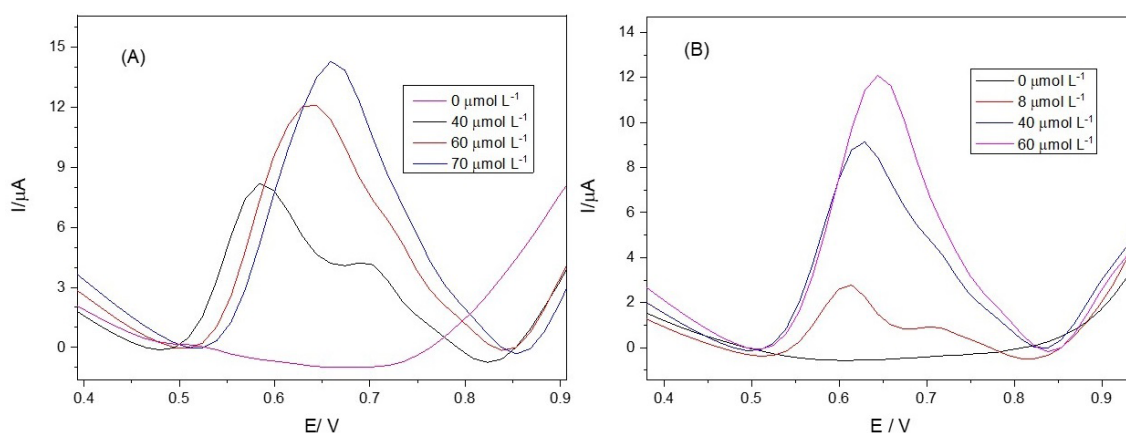 (A)
15
12
9
6
3
0
I/µA
0 µmol L⁻¹
40 µmol L⁻¹
60 µmol L⁻¹
70 µmol L⁻¹
0.4 0.5 0.6 0.7 0.8 0.9
E/ V
(B)
14
12
10
8
6
4
2
0
I/µA
0 µmol L⁻¹
8 µmol L⁻¹
40 µmol L⁻¹
60 µmol L⁻¹
0.4 0.5 0.6 0.7 0.8 0.9
E/ V